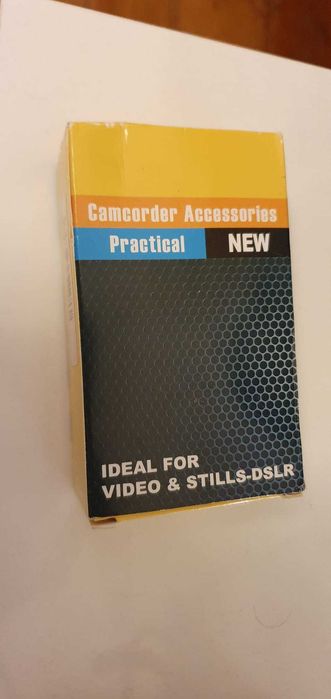 Camcorder Accessories
Practical NEW
IDEAL FOR
VIDEO & STILLS-DSLR